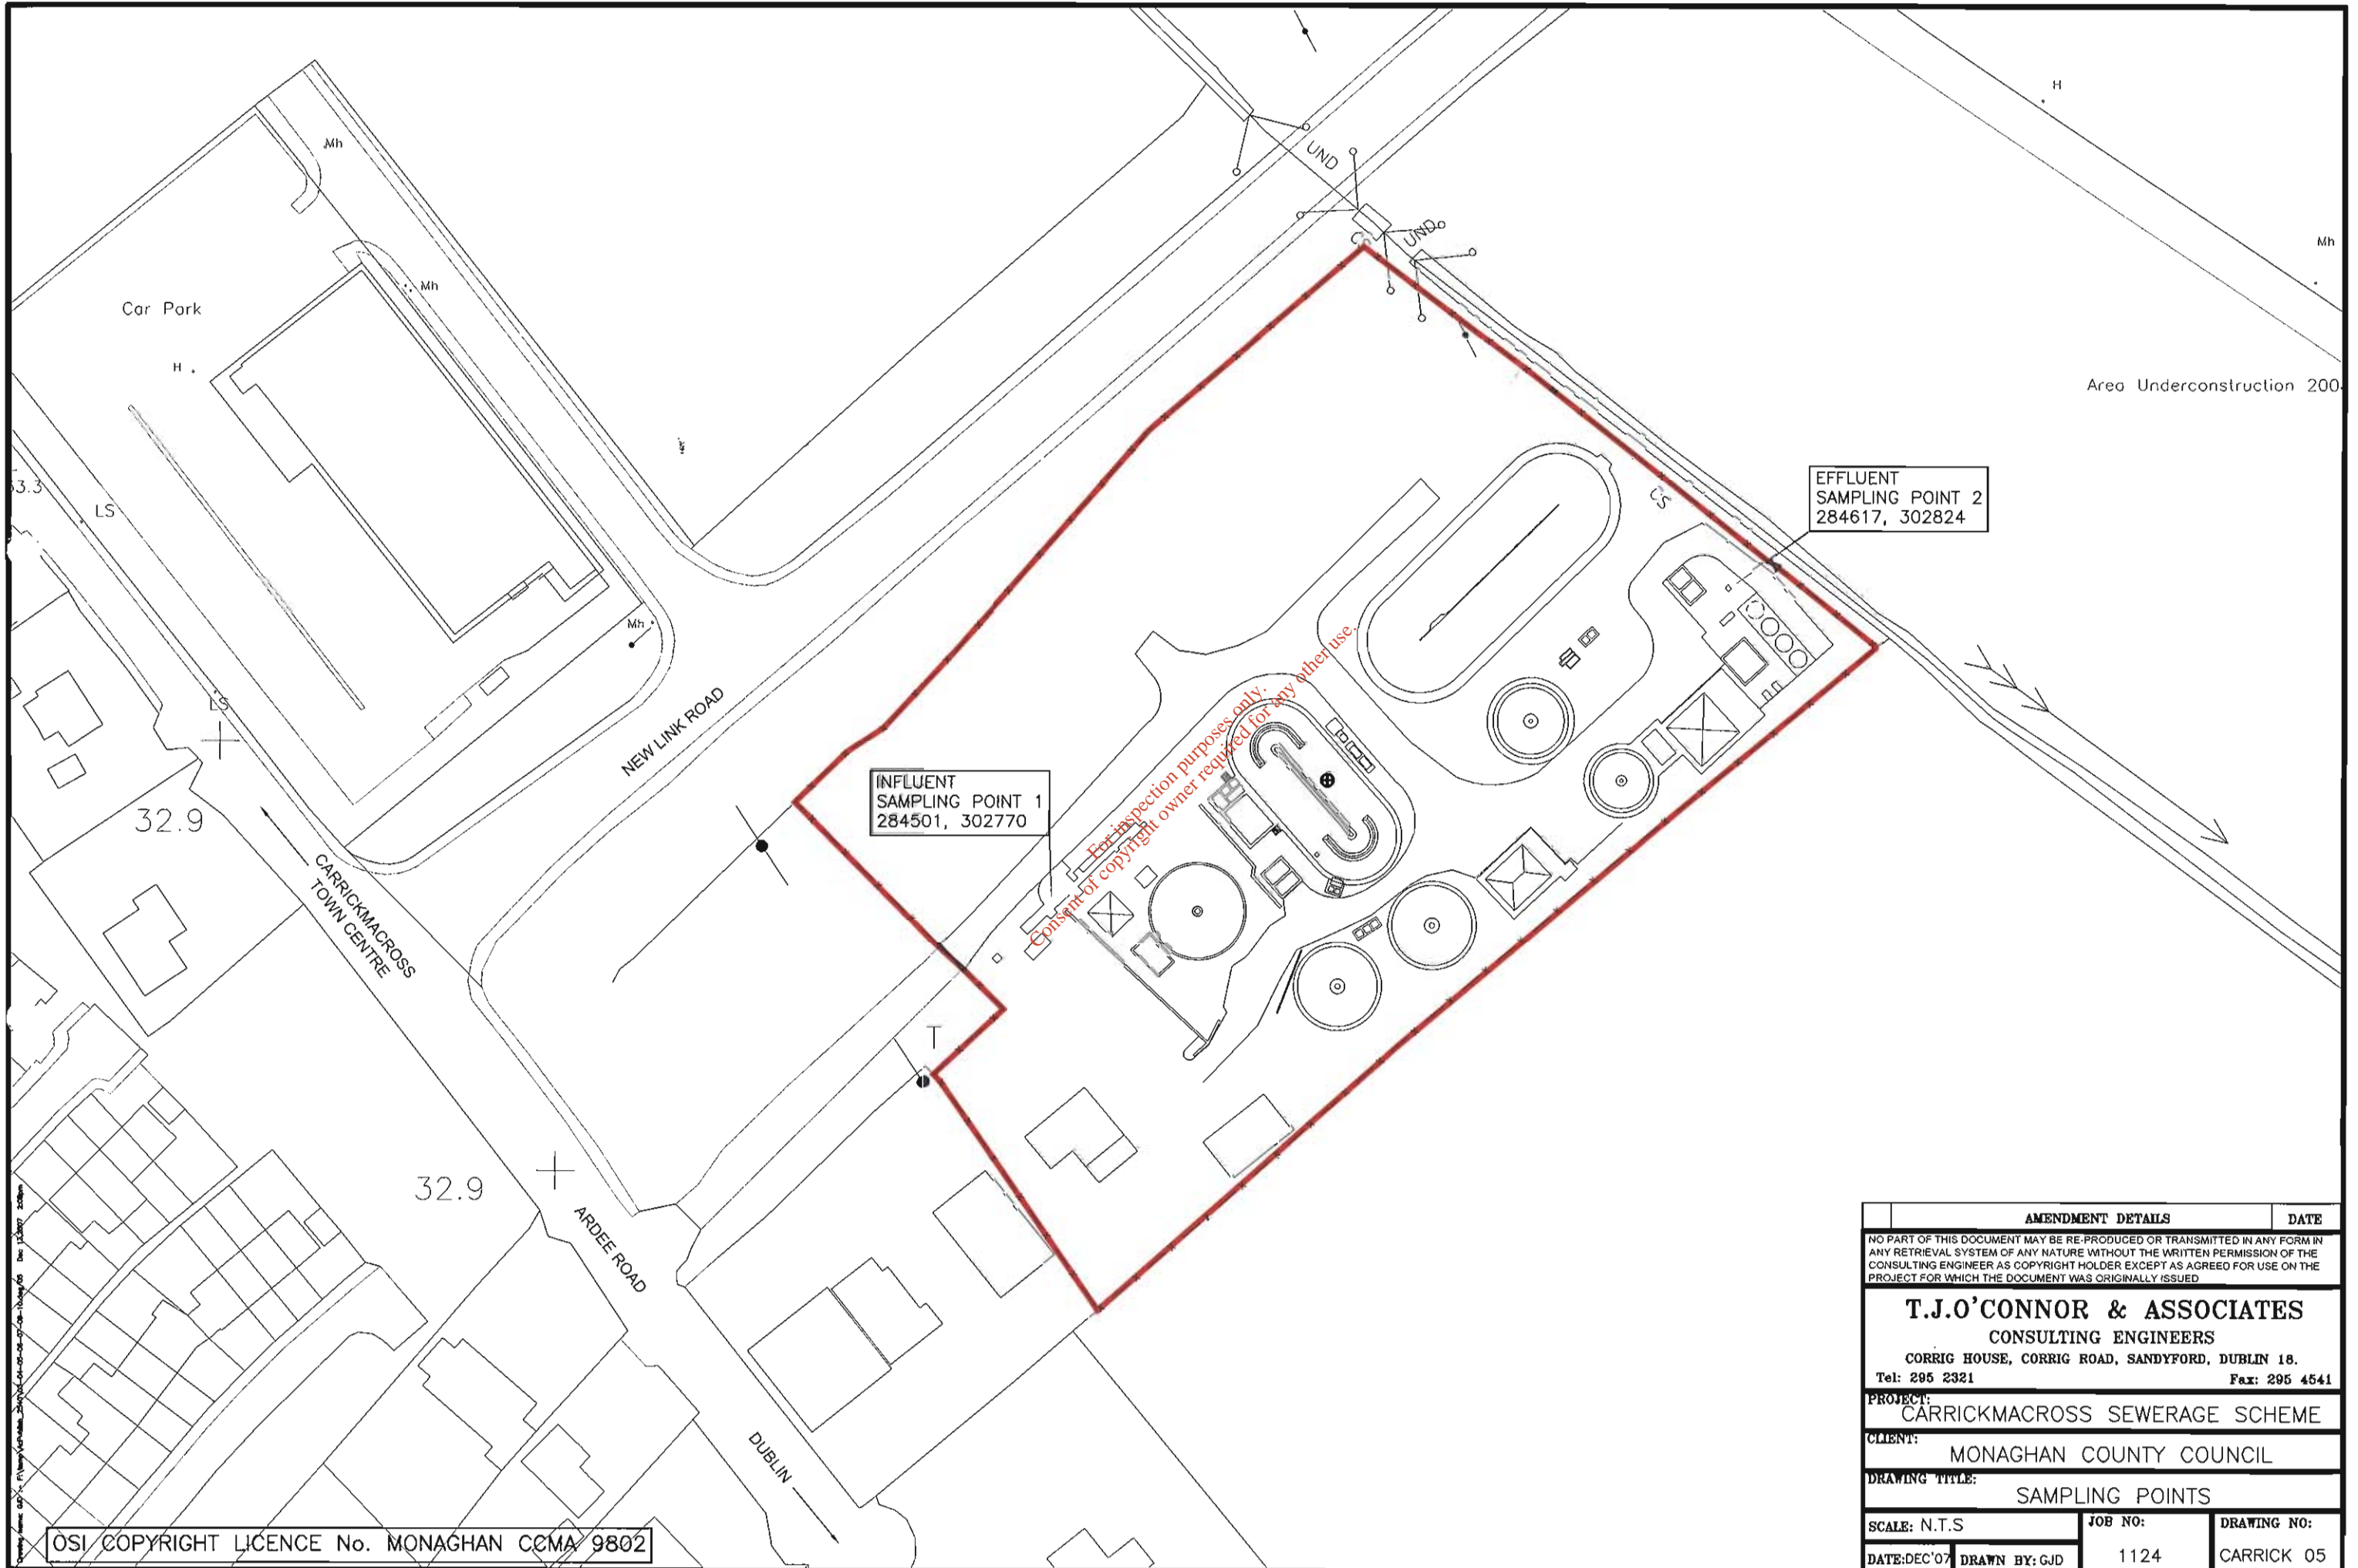 UND
H
Mh
UND
CS
Mh
Mh
Car Park
H
Area Underconstruction 200
EFFLUENT
SAMPLING POINT 2
284617, 302824
LS
CS
Mh
LS
NEW LINK ROAD
INFLUENT
SAMPLING POINT 1
284501, 302770
For inspection purposes only.
Consent of copyright owner required for any other use.
32.9
CARRICKMACROSS
TOWN CENTRE
T
32.9
ARDEE ROAD
DUBLIN
OSI COPYRIGHT LICENCE No. MONAGHAN CCMA 9802
AMENDMENT DETAILS DATE
NO PART OF THIS DOCUMENT MAY BE RE-PRODUCED OR TRANSMITTED IN ANY FORM IN
ANY RETRIEVAL SYSTEM OF ANY NATURE WITHOUT THE WRITTEN PERMISSION OF THE
CONSULTING ENGINEER AS COPYRIGHT HOLDER EXCEPT AS AGREED FOR USE ON THE
PROJECT FOR WHICH THE DOCUMENT WAS ORIGINALLY ISSUED
T.J.O'CONNOR & ASSOCIATES
CONSULTING ENGINEERS
CORRIG HOUSE, CORRIG ROAD, SANDYFORD, DUBLIN 18.
Tel: 295 2321 Fax: 295 4541
PROJECT:
CARRICKMACROSS SEWERAGE SCHEME
CLIENT:
MONAGHAN COUNTY COUNCIL
DRAWING TITLE:
SAMPLING POINTS
SCALE: N.T.S JOB NO: DRAWING NO:
DATE:DEC'07 DRAWN BY: GJD 1124 CARRICK 05